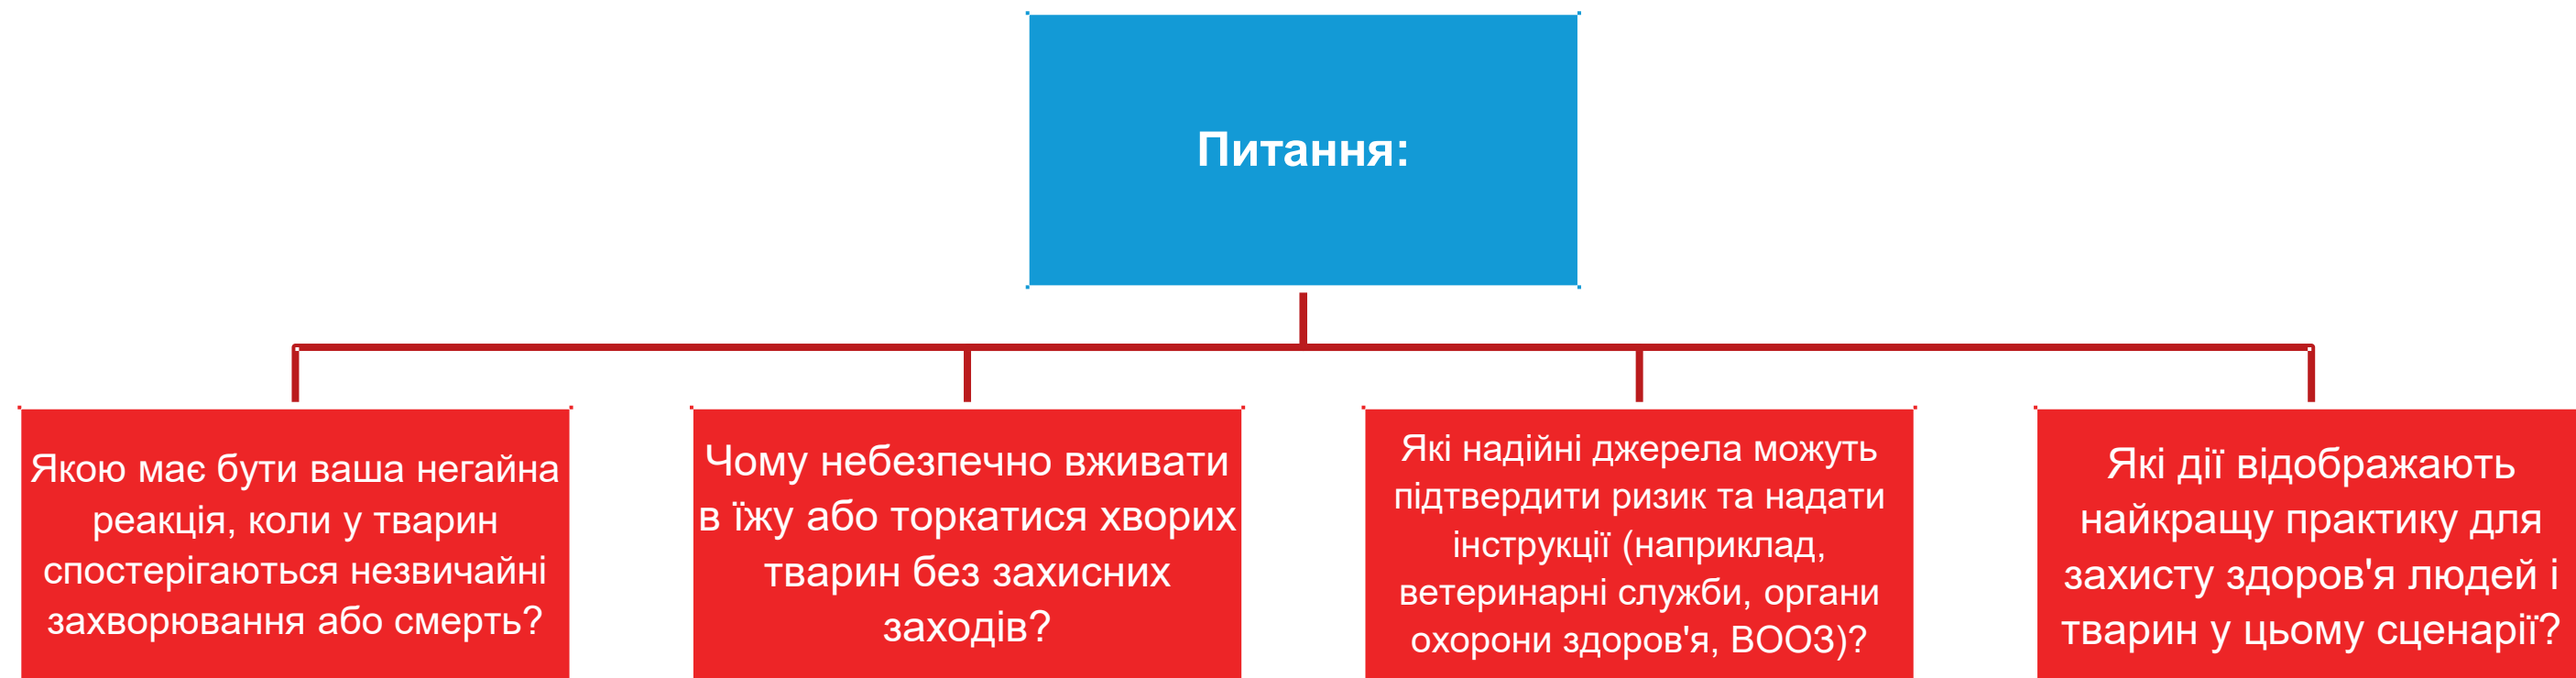 Питання:
Якою має бути ваша негайна
реакція, коли у тварин
спостерігаються незвичайні
захворювання або смерть?
Чому небезпечно вживати
в їжу або торкатися хворих
тварин без захисних
заходів?
Які надійні джерела можуть
підтвердити ризик та надати
інструкції (наприклад,
ветеринарні служби, органи
охорони здоров'я, ВООЗ)?
Які дії відображають
найкращу практику для
захисту здоров'я людей і
тварин у цьому сценарії?